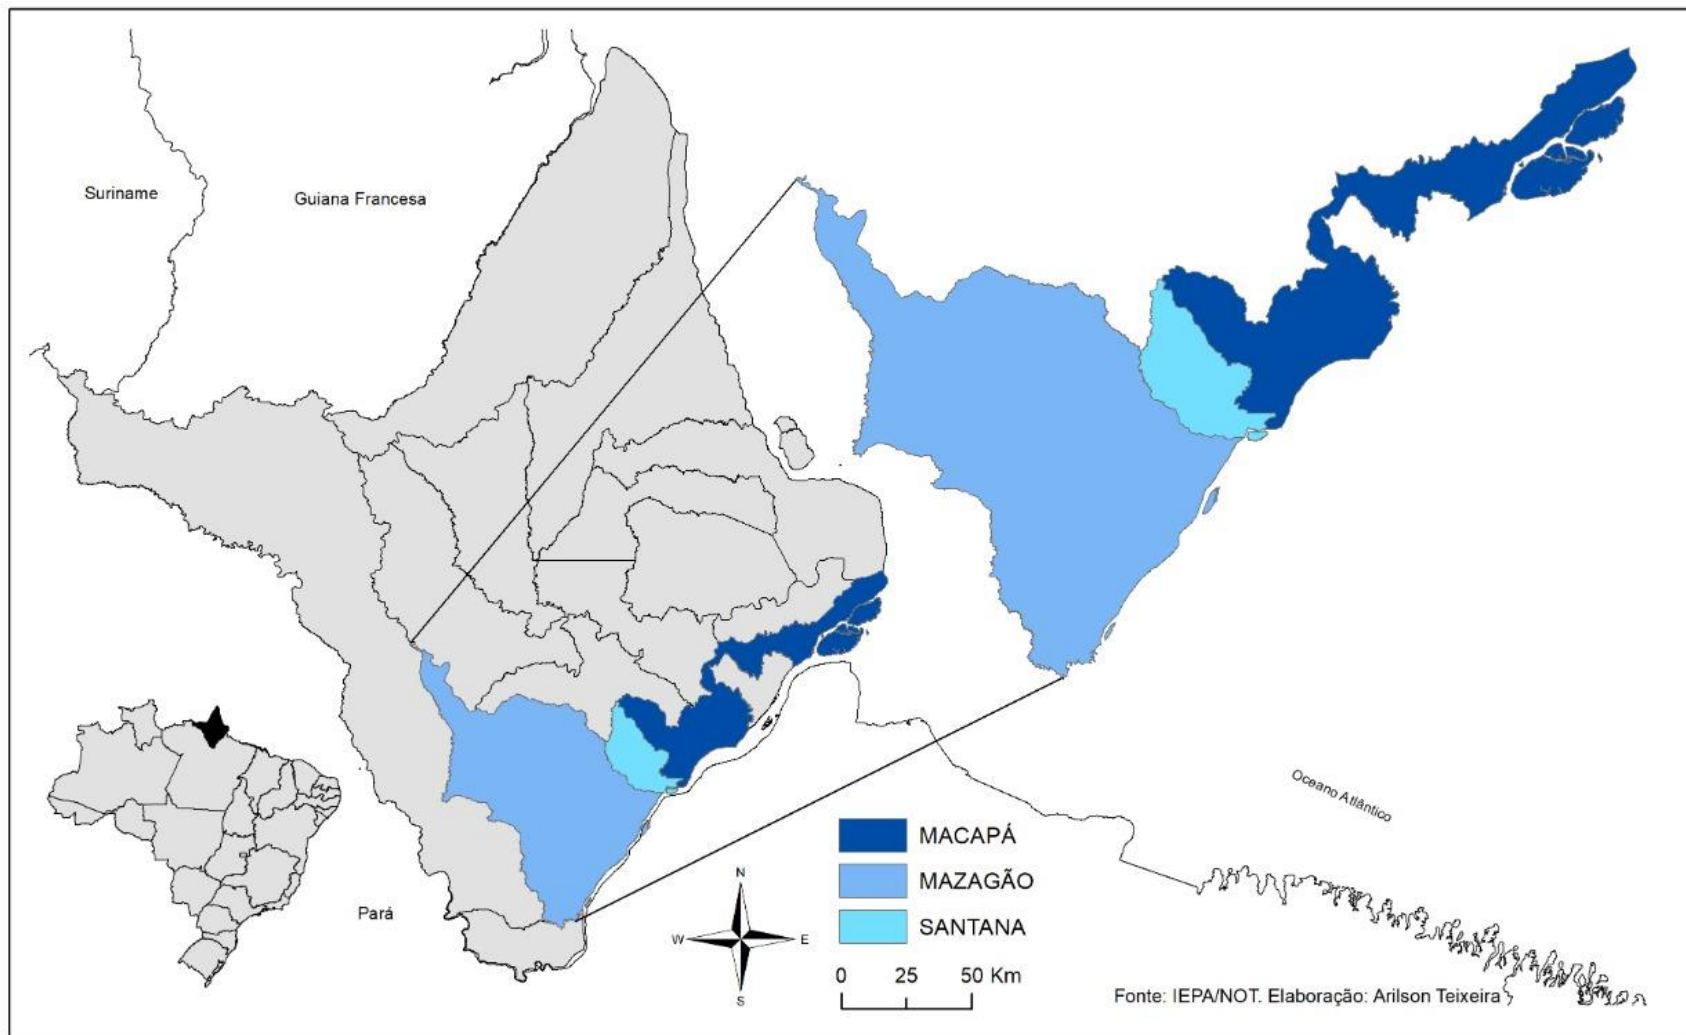 Suriname
Guiana Francesa
Oceano Atlântico
MACAPÁ
MAZAGÃO
SANTANA
Pará
N
W E
S
0 25 50 Km
Fonte: IEPA/NOT. Elaboração: Arilson Teixeira